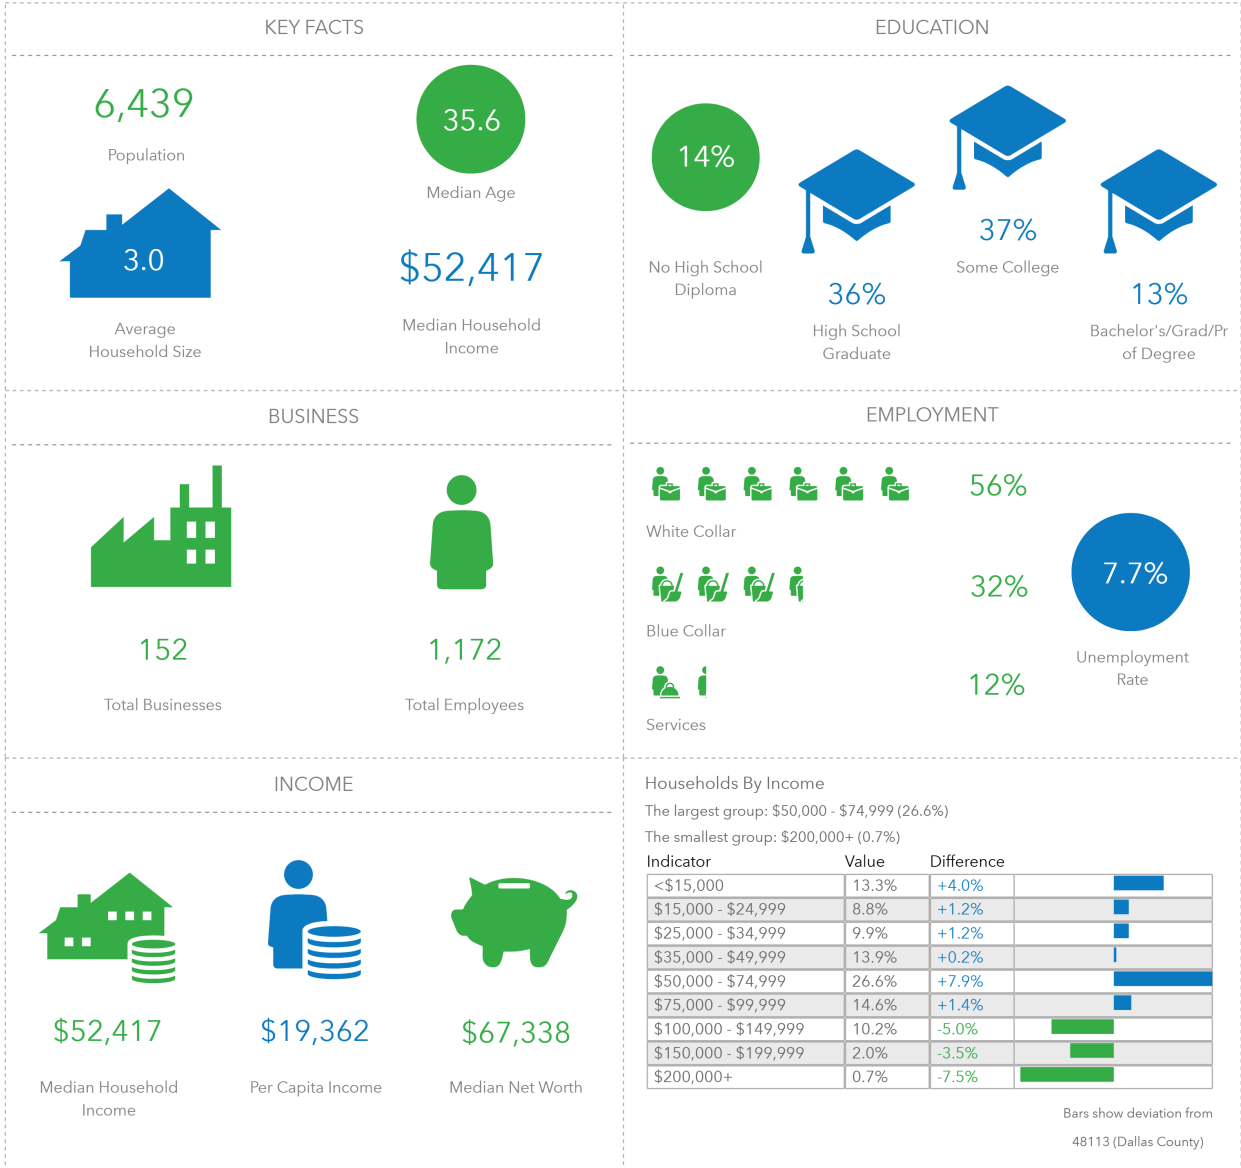 KEY FACTS
6,439
Population
35.6
Median Age
3.0
Average
Household Size
$52,417
Median Household
Income
EDUCATION
14%
No High School
Diploma
36%
High School
Graduate
37%
Some College
13%
Bachelor's/Grad/Pr
of Degree
BUSINESS
152
Total Businesses
1,172
Total Employees
EMPLOYMENT
56%
White Collar
32%
Blue Collar
12%
Services
7.7%
Unemployment
Rate
INCOME
$52,417
Median Household
Income
$19,362
Per Capita Income
$67,338
Median Net Worth
Households By Income
The largest group: $50,000 - $74,999 (26.6%)
The smallest group: $200,000+ (0.7%)
Indicator Value Difference
<$15,000 13.3% +4.0%
$15,000 - $24,999 8.8% +1.2%
$25,000 - $34,999 9.9% +1.2%
$35,000 - $49,999 13.9% +0.2%
$50,000 - $74,999 26.6% +7.9%
$75,000 - $99,999 14.6% +1.4%
$100,000 - $149,999 10.2% -5.0%
$150,000 - $199,999 2.0% -3.5%
$200,000+ 0.7% -7.5%
Bars show deviation from
48113 (Dallas County)